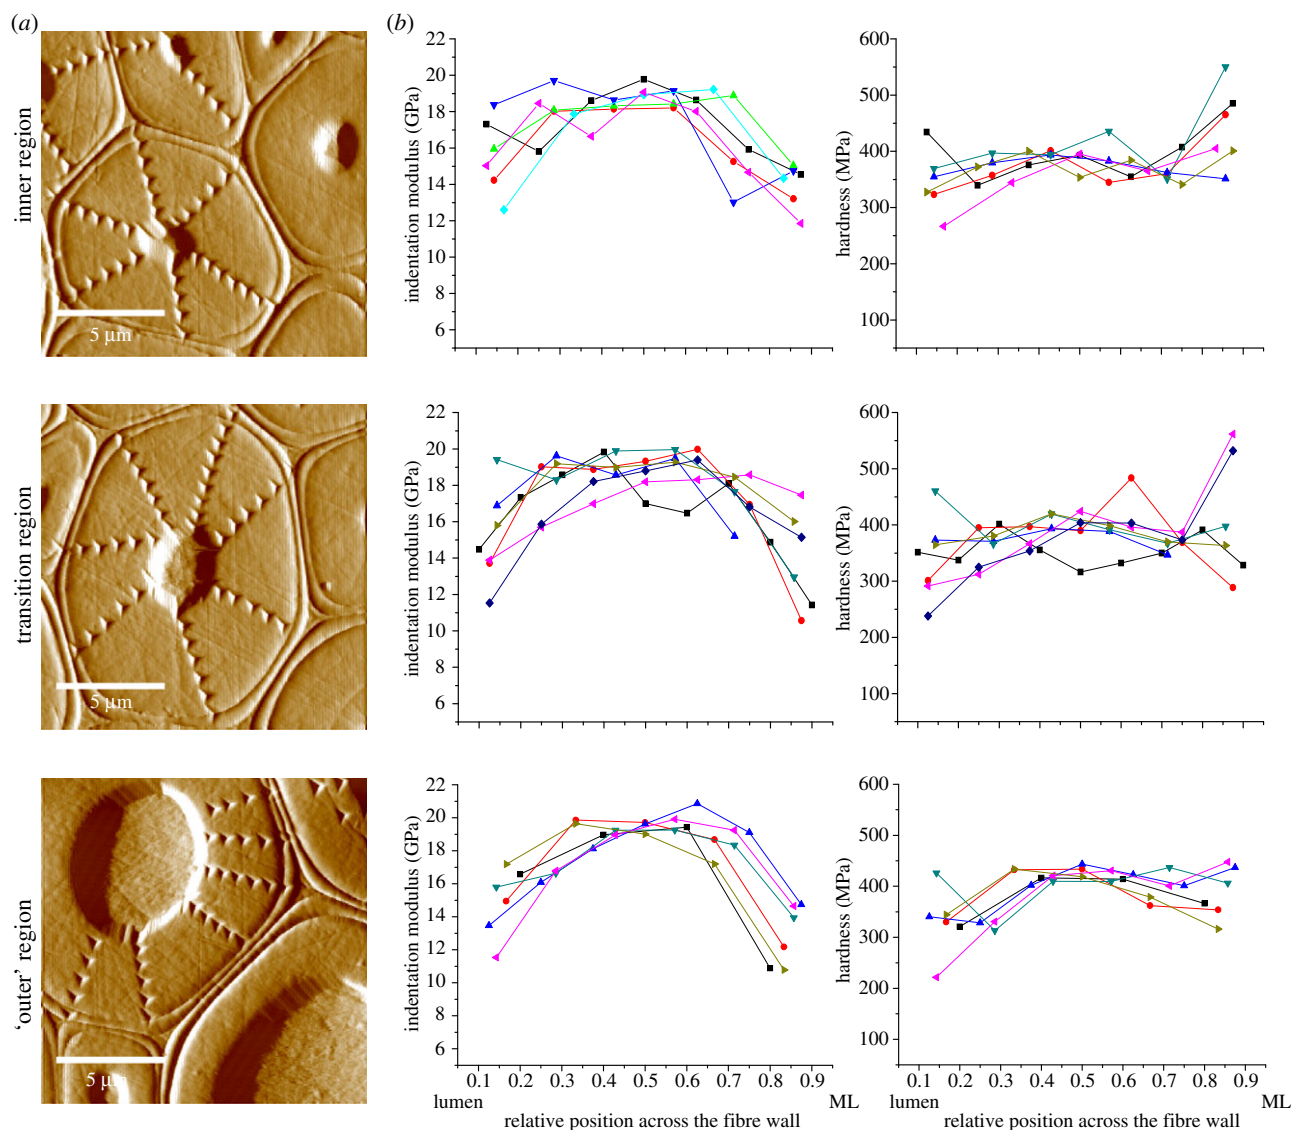 (a)
(b)
inner region
5 µm
22
20
18
16
14
12
10
8
6
indentation modulus (GPa)
600
500
400
300
200
100
hardness (MPa)
transition region
5 µm
22
20
18
16
14
12
10
8
6
indentation modulus (GPa)
600
500
400
300
200
100
hardness (MPa)
‘outer’ region
5 µm
22
20
18
16
14
12
10
8
6
indentation modulus (GPa)
0.1 0.2 0.3 0.4 0.5 0.6 0.7 0.8 0.9
lumen ML
relative position across the fibre wall
600
500
400
300
200
100
hardness (MPa)
0.1 0.2 0.3 0.4 0.5 0.6 0.7 0.8 0.9
lumen ML
relative position across the fibre wall